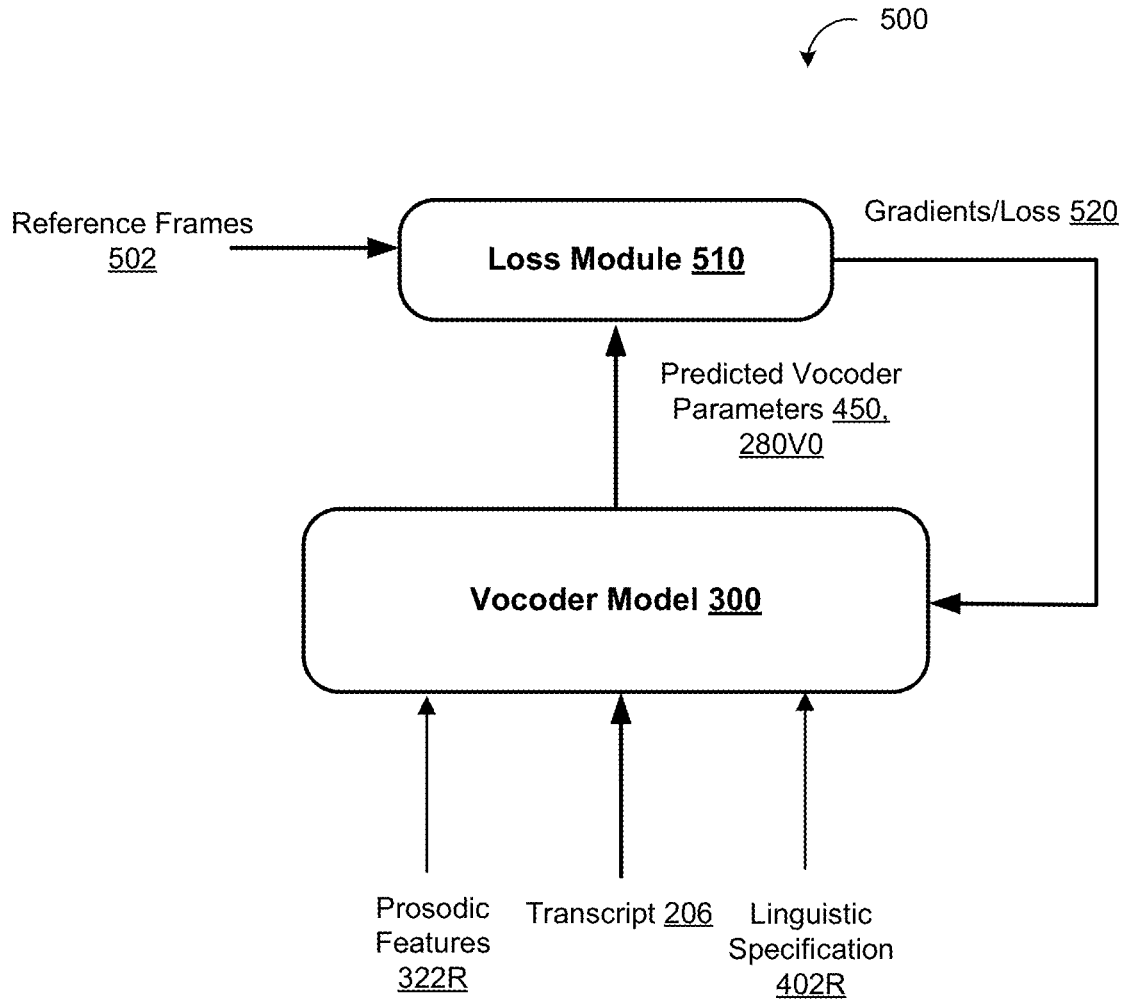 500
Reference Frames
502
Loss Module 510
Gradients/Loss 520
Predicted Vocoder
Parameters 450,
280V0
Vocoder Model 300
Prosodic
Features
322R
Transcript 206
Linguistic
Specification
402R